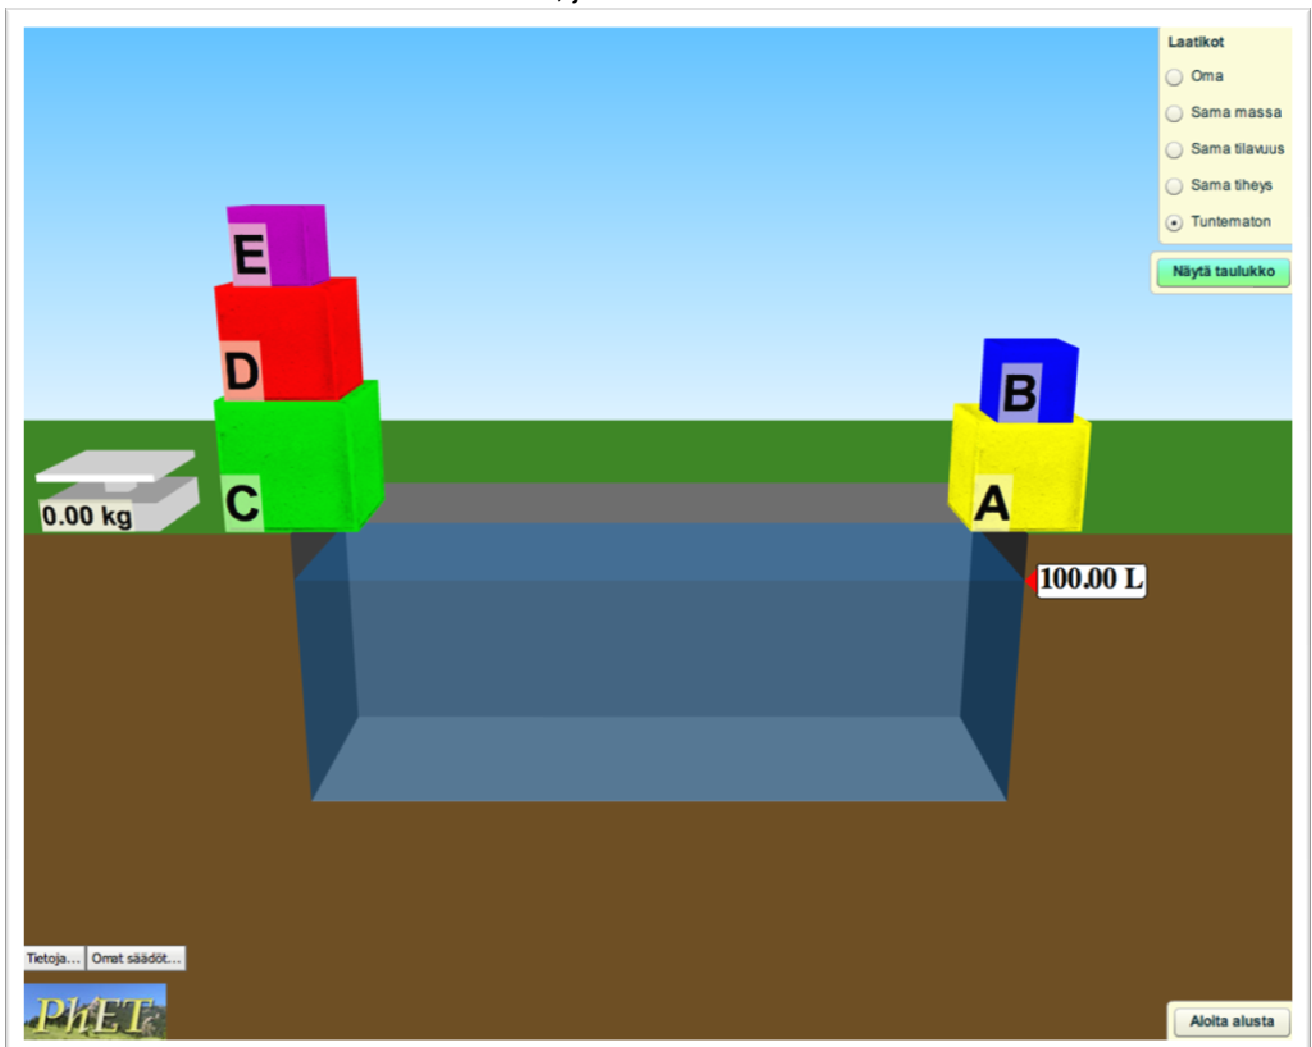 Laatikot
Oma
Sama massa
Sama tilavuus
Sama tiheys
Tuntematon
Näytä taulukko
E
D
C
B
A
0.00 kg
100.00 L
Tietoja...
Omat säädöt...
PhET
Aloita alusta